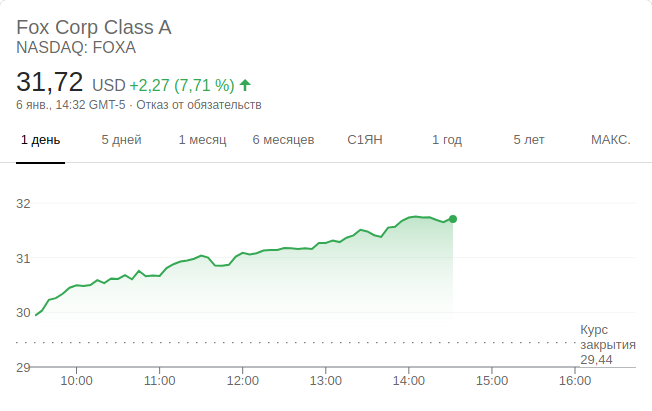 Fox Corp Class A
NASDAQ: FOXA
31,72 USD +2,27 (7,71 %)
6 янв., 14:32 GMT-5 · Отказ от обязательств
1 день 5 дней 1 месяц 6 месяцев С1ЯН 1 год 5 лет МАКС.
32
31
30
Курс
закрытия
29,44
29
10:00 11:00 12:00 13:00 14:00 15:00 16:00